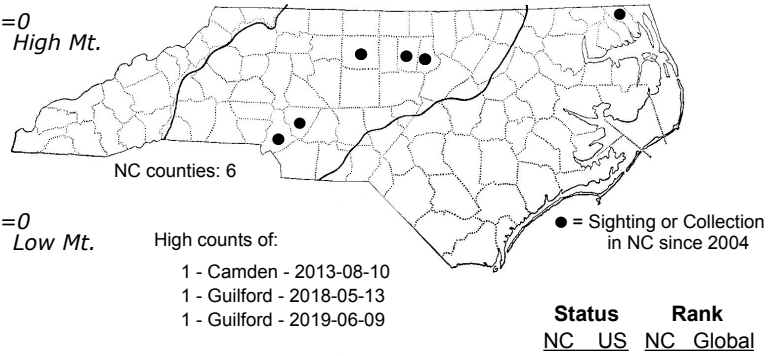 =0
High Mt.
NC counties: 6
=0
Low Mt.
High counts of:
1 - Camden - 2013-08-10
1 - Guilford - 2018-05-13
1 - Guilford - 2019-06-09
● = Sighting or Collection
in NC since 2004
Status Rank
NC US NC Global